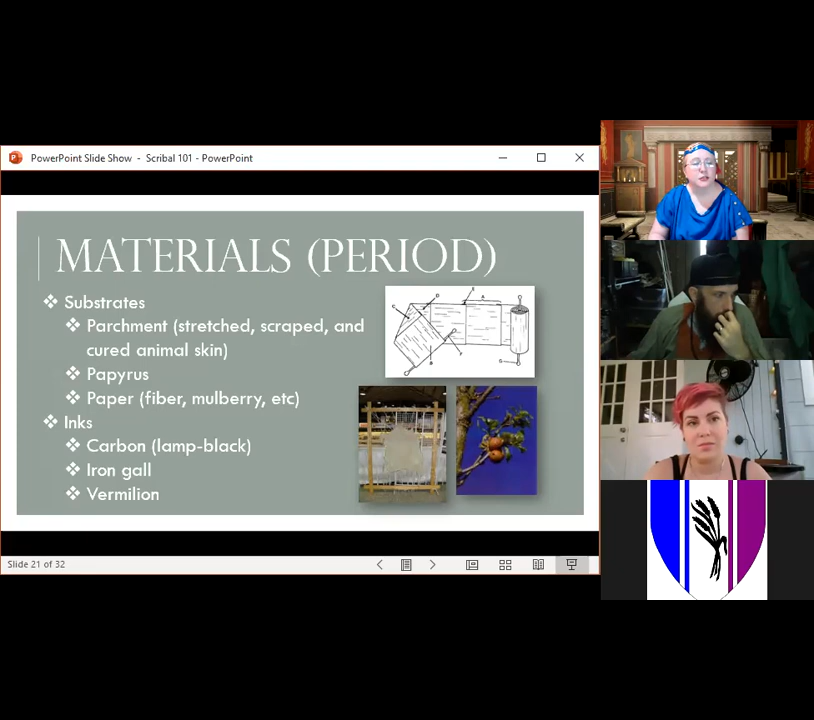 PowerPoint Slide Show - Scribal 101 - PowerPoint
MATERIALS (PERIOD)
❖ Substrates
❖ Parchment (stretched, scraped, and
cured animal skin)
❖ Papyrus
❖ Paper (fiber, mulberry, etc)
❖ Inks
❖ Carbon (lamp-black)
❖ Iron gall
❖ Vermilion
Slide 21 of 32